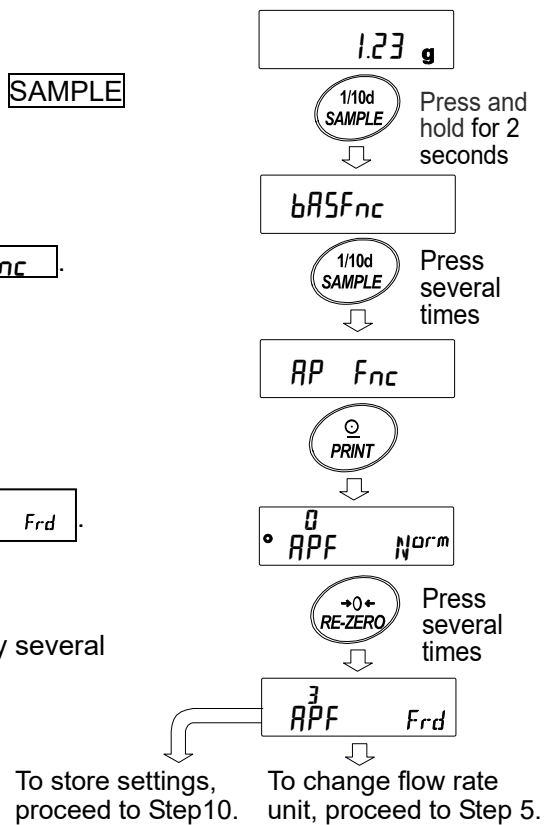 1.23 g
SAMPLE
1/10d
SAMPLE
Press and
hold for 2
seconds
bASFnc
nc.
1/10d
SAMPLE
Press
several
times
AP Fnc
PRINT
0
APF Norm
Frd.
→0←
RE-ZERO
Press
several
times
y several
3
APF Frd
To store settings,
proceed to Step10.
To change flow rate
unit, proceed to Step 5.